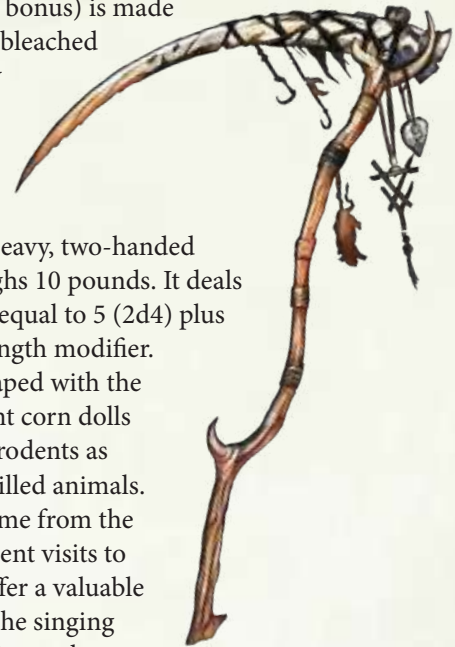 bonus) is made
bleached
eavy, two-handed
ghs 10 pounds. It deals
equal to 5 (2d4) plus
ngth modifier.
aped with the
nt corn dolls
rodents as
illed animals.
me from the
ent visits to
ffer a valuable
he singing